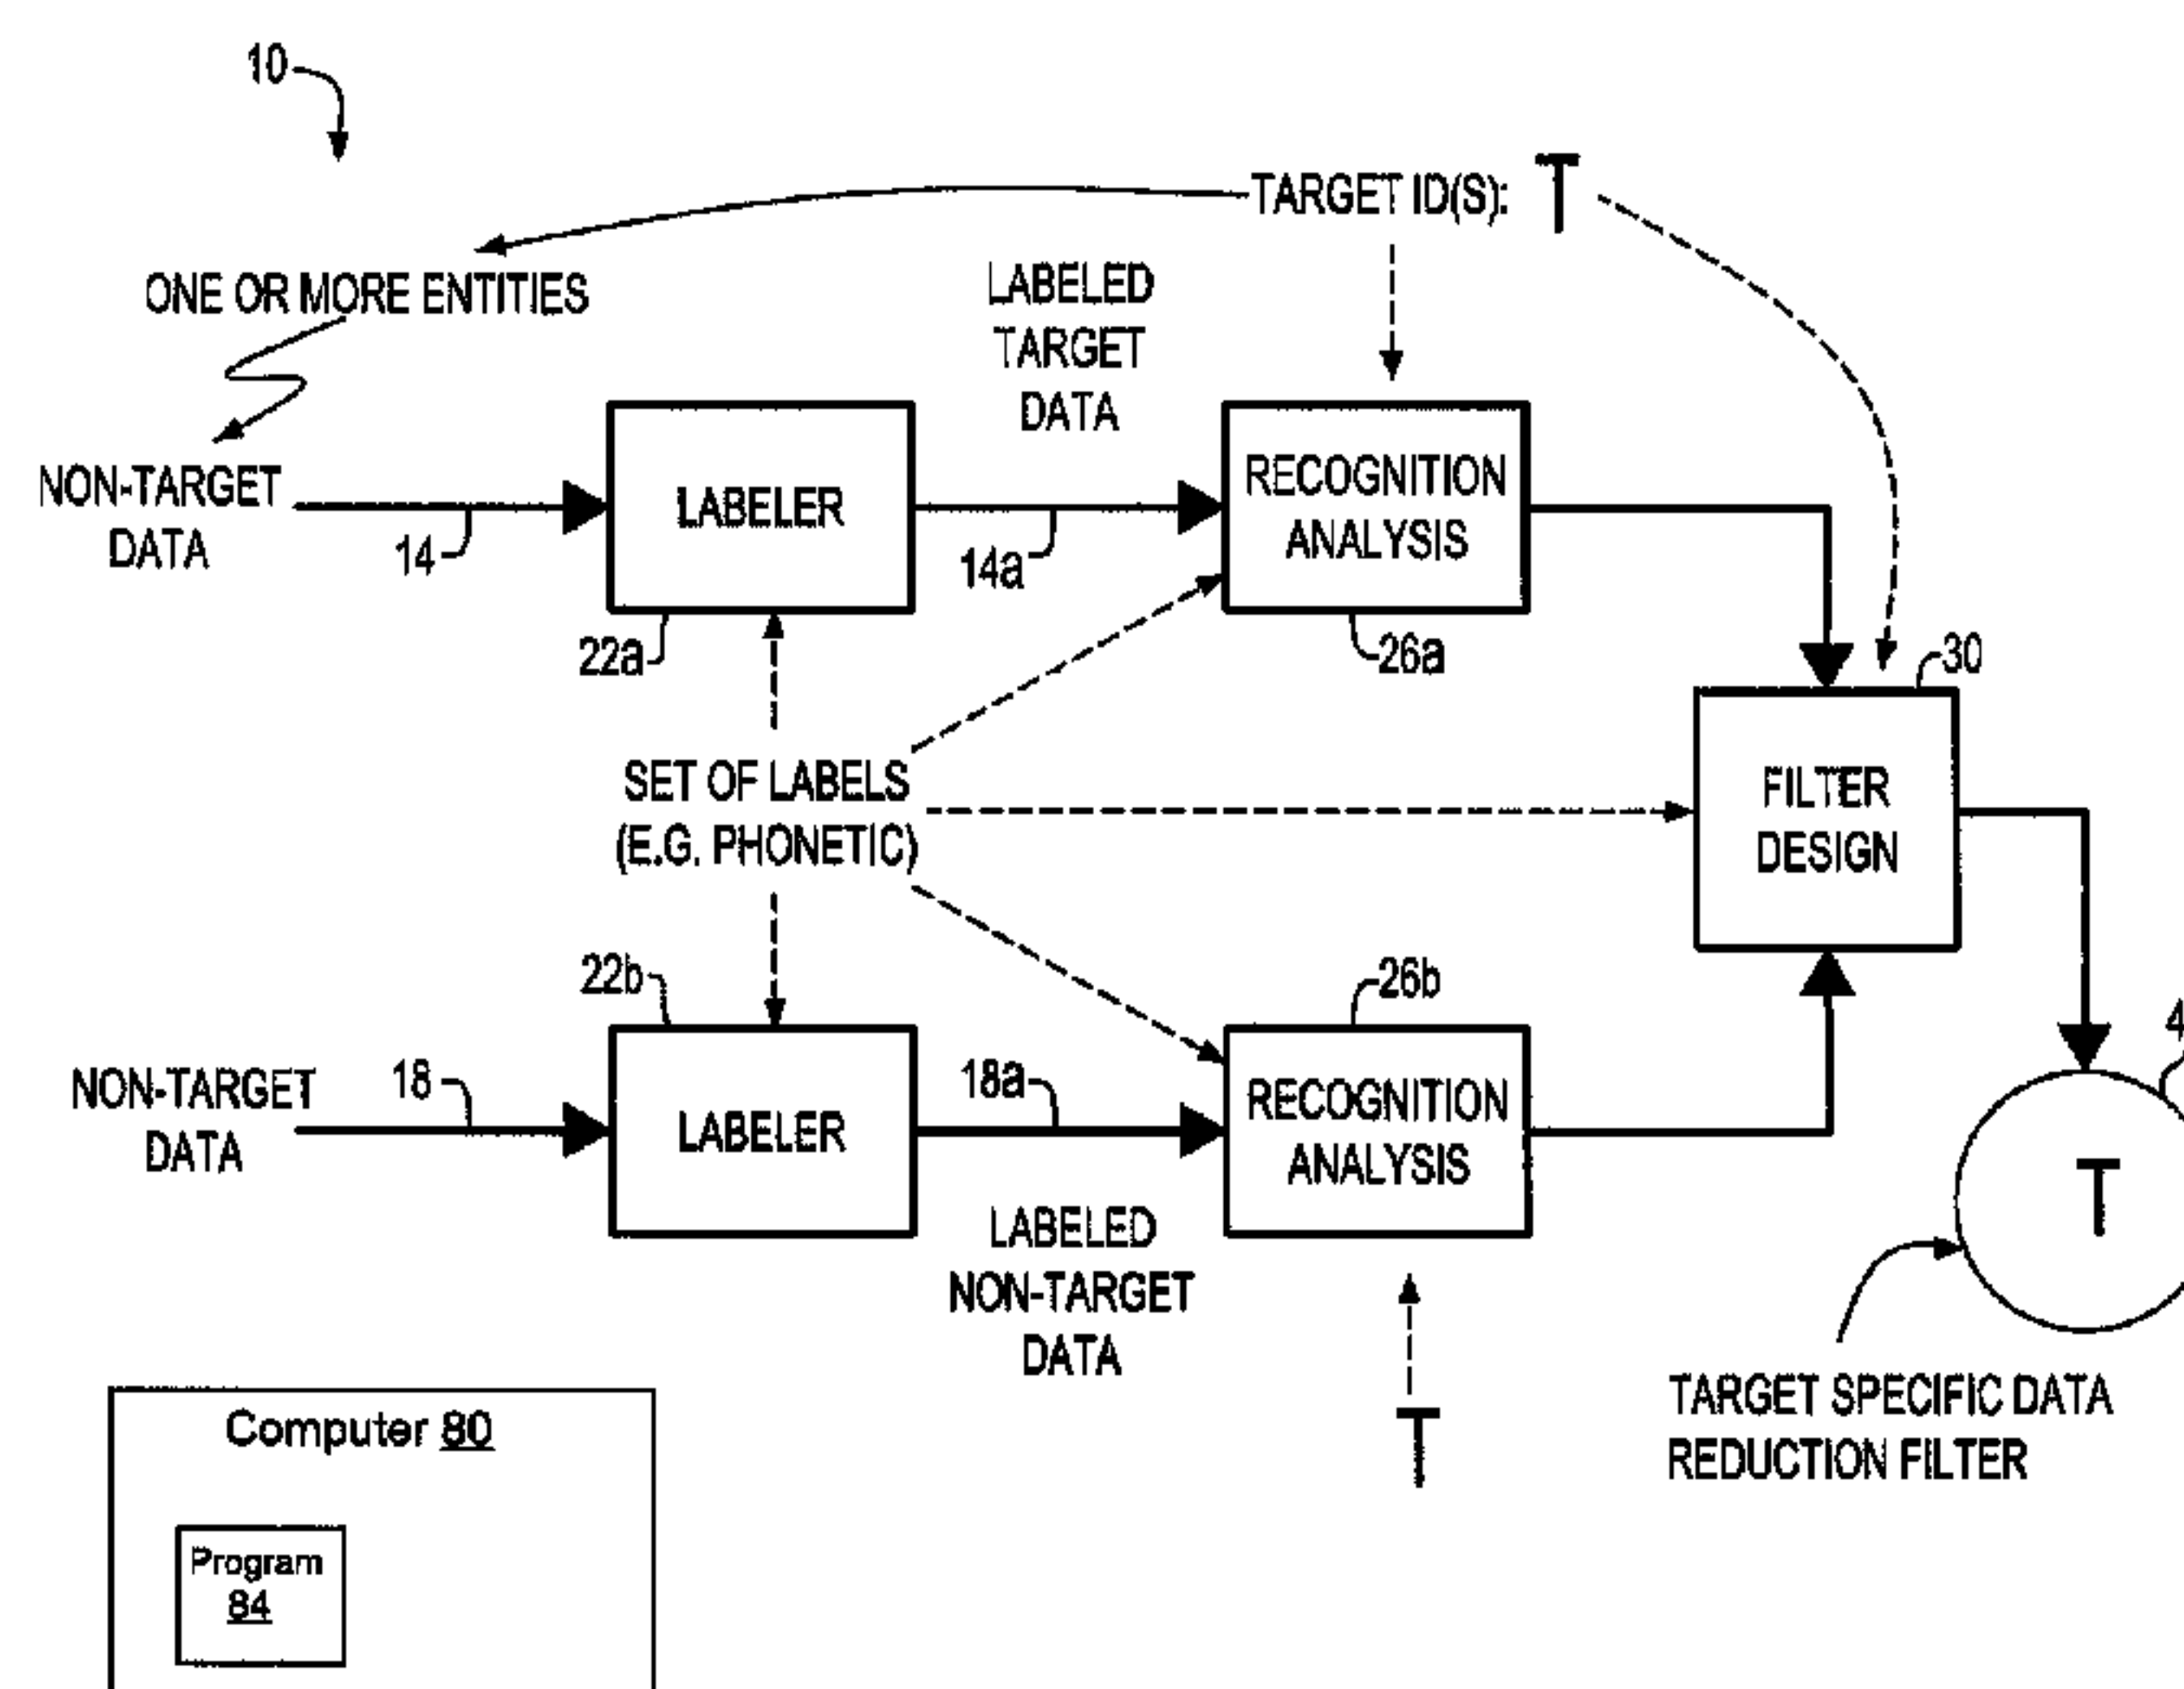 10
TARGET ID(S): T
ONE OR MORE ENTITIES
LABELED
TARGET
DATA
NON-TARGET
DATA
14
LABELER
14a
RECOGNITION
ANALYSIS
22a
26a
30
SET OF LABELS
(E.G. PHONETIC)
FILTER
DESIGN
22b
26b
NON-TARGET
DATA
18
LABELER
18a
RECOGNITION
ANALYSIS
4
T
LABELED
NON-TARGET
DATA
T
TARGET SPECIFIC DATA
REDUCTION FILTER
Computer 80
Program
84